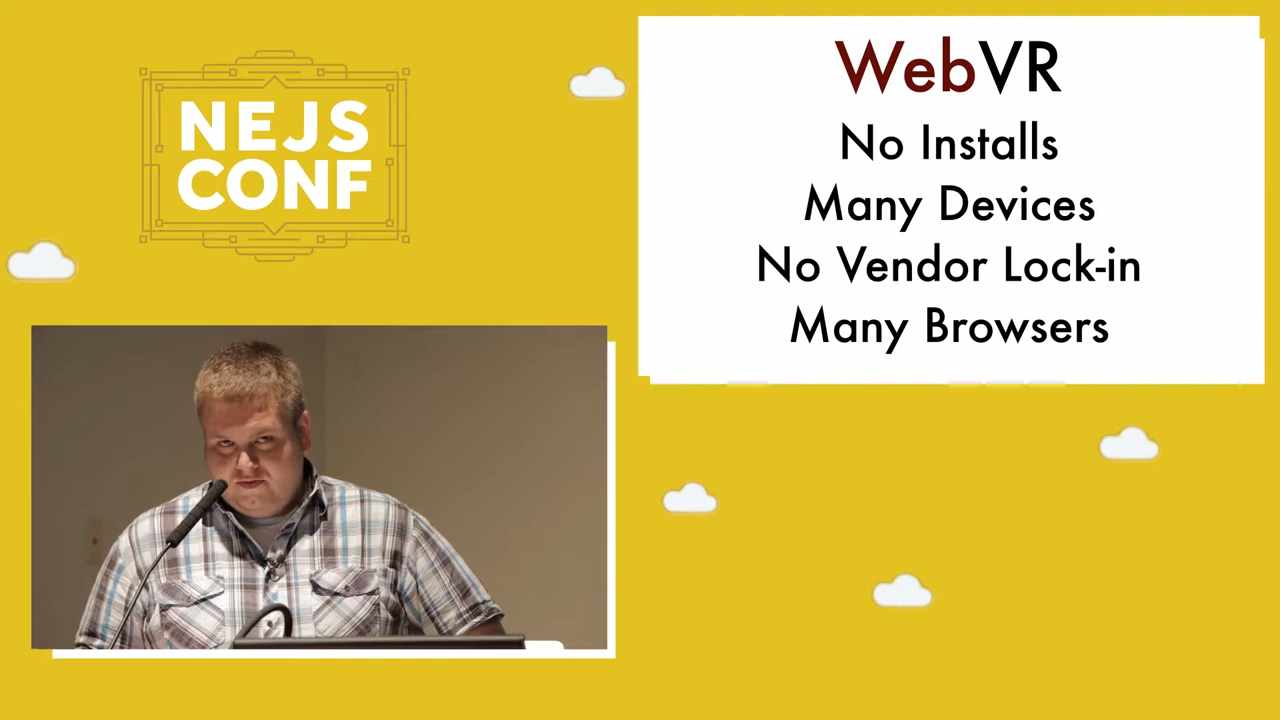 NEJS
CONF
WebVR
No Installs
Many Devices
No Vendor Lock-in
Many Browsers